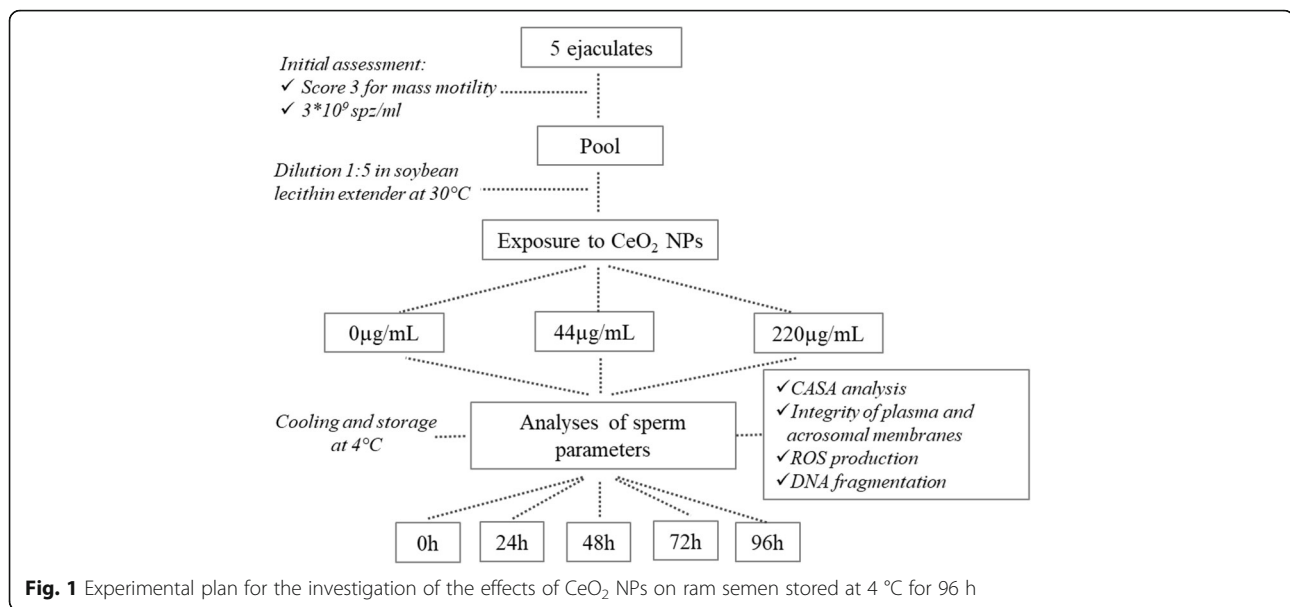 5 ejaculates
Initial assessment:
✓ Score 3 for mass motility
✓ 3*10⁹ spz/ml
Pool
Dilution 1:5 in soybean
lecithin extender at 30°C
Exposure to CeO₂ NPs
0µg/mL
44µg/mL
220µg/mL
Cooling and storage
at 4°C
Analyses of sperm
parameters
✓CASA analysis
✓Integrity of plasma and
acrosomal membranes
✓ROS production
✓DNA fragmentation
0h
24h
48h
72h
96h
Fig. 1 Experimental plan for the investigation of the effects of CeO₂ NPs on ram semen stored at 4 °C for 96 h